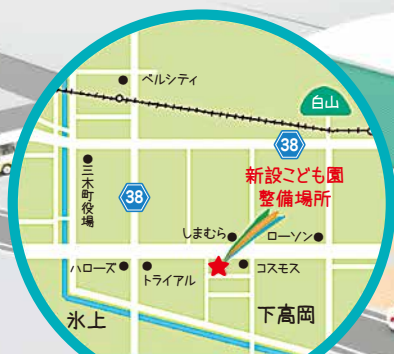 ベルシティ
白山
38
新設こども園
整備場所
三木町役場
38
しまむら
ローソン
ハローズ
トライアル
コスモス
氷上
下高岡